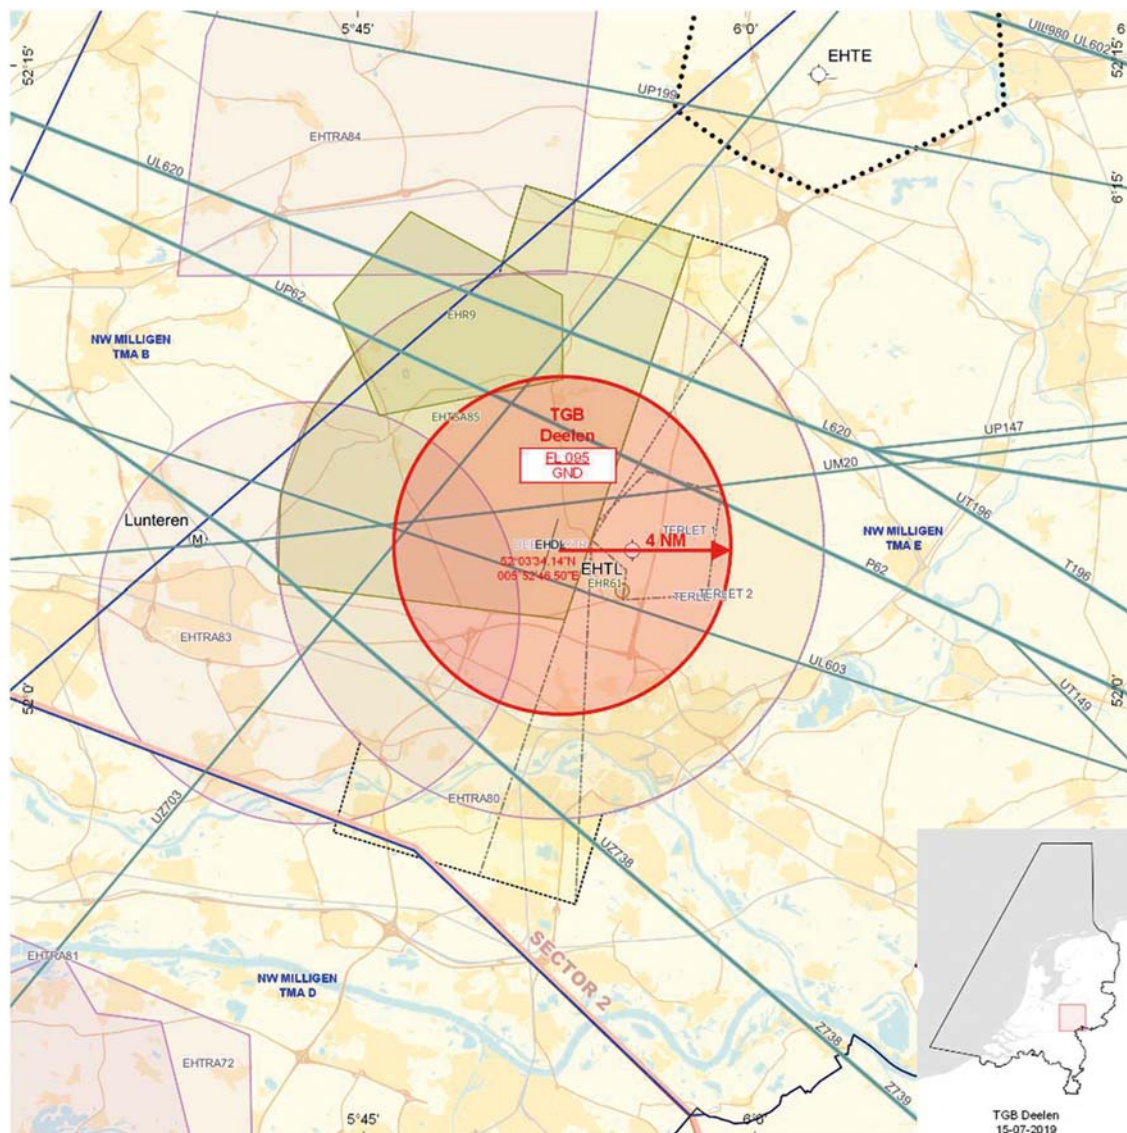 5°45'
6°0'
6
52°15'
52°15'
EHTE
UL602
UP199
EHTRA84
UL620
6°15'
UP62
EHR9
NW MILLIGEN
TMA B
EHTSA85
TGB
Deelen
FL 095
GND
L620
UP147
UM20
UT196
Lunteren
M
TERLET 1
NW MILLIGEN
TMA E
EHDL
4 NM
52°03'34.14"N
005°52'46.50"E
EHTL
EHR61
P62
T196
TERLET 2
EHTRA83
UL603
52°0'
52°0'
UT149
EHTRA80
UZ703
UZ738
SECTOR 2
EHTRA81
NW MILLIGEN
TMA D
EHTRA72
Z738
Z739
5°45'
6°0'
TGB Deelen
15-07-2019